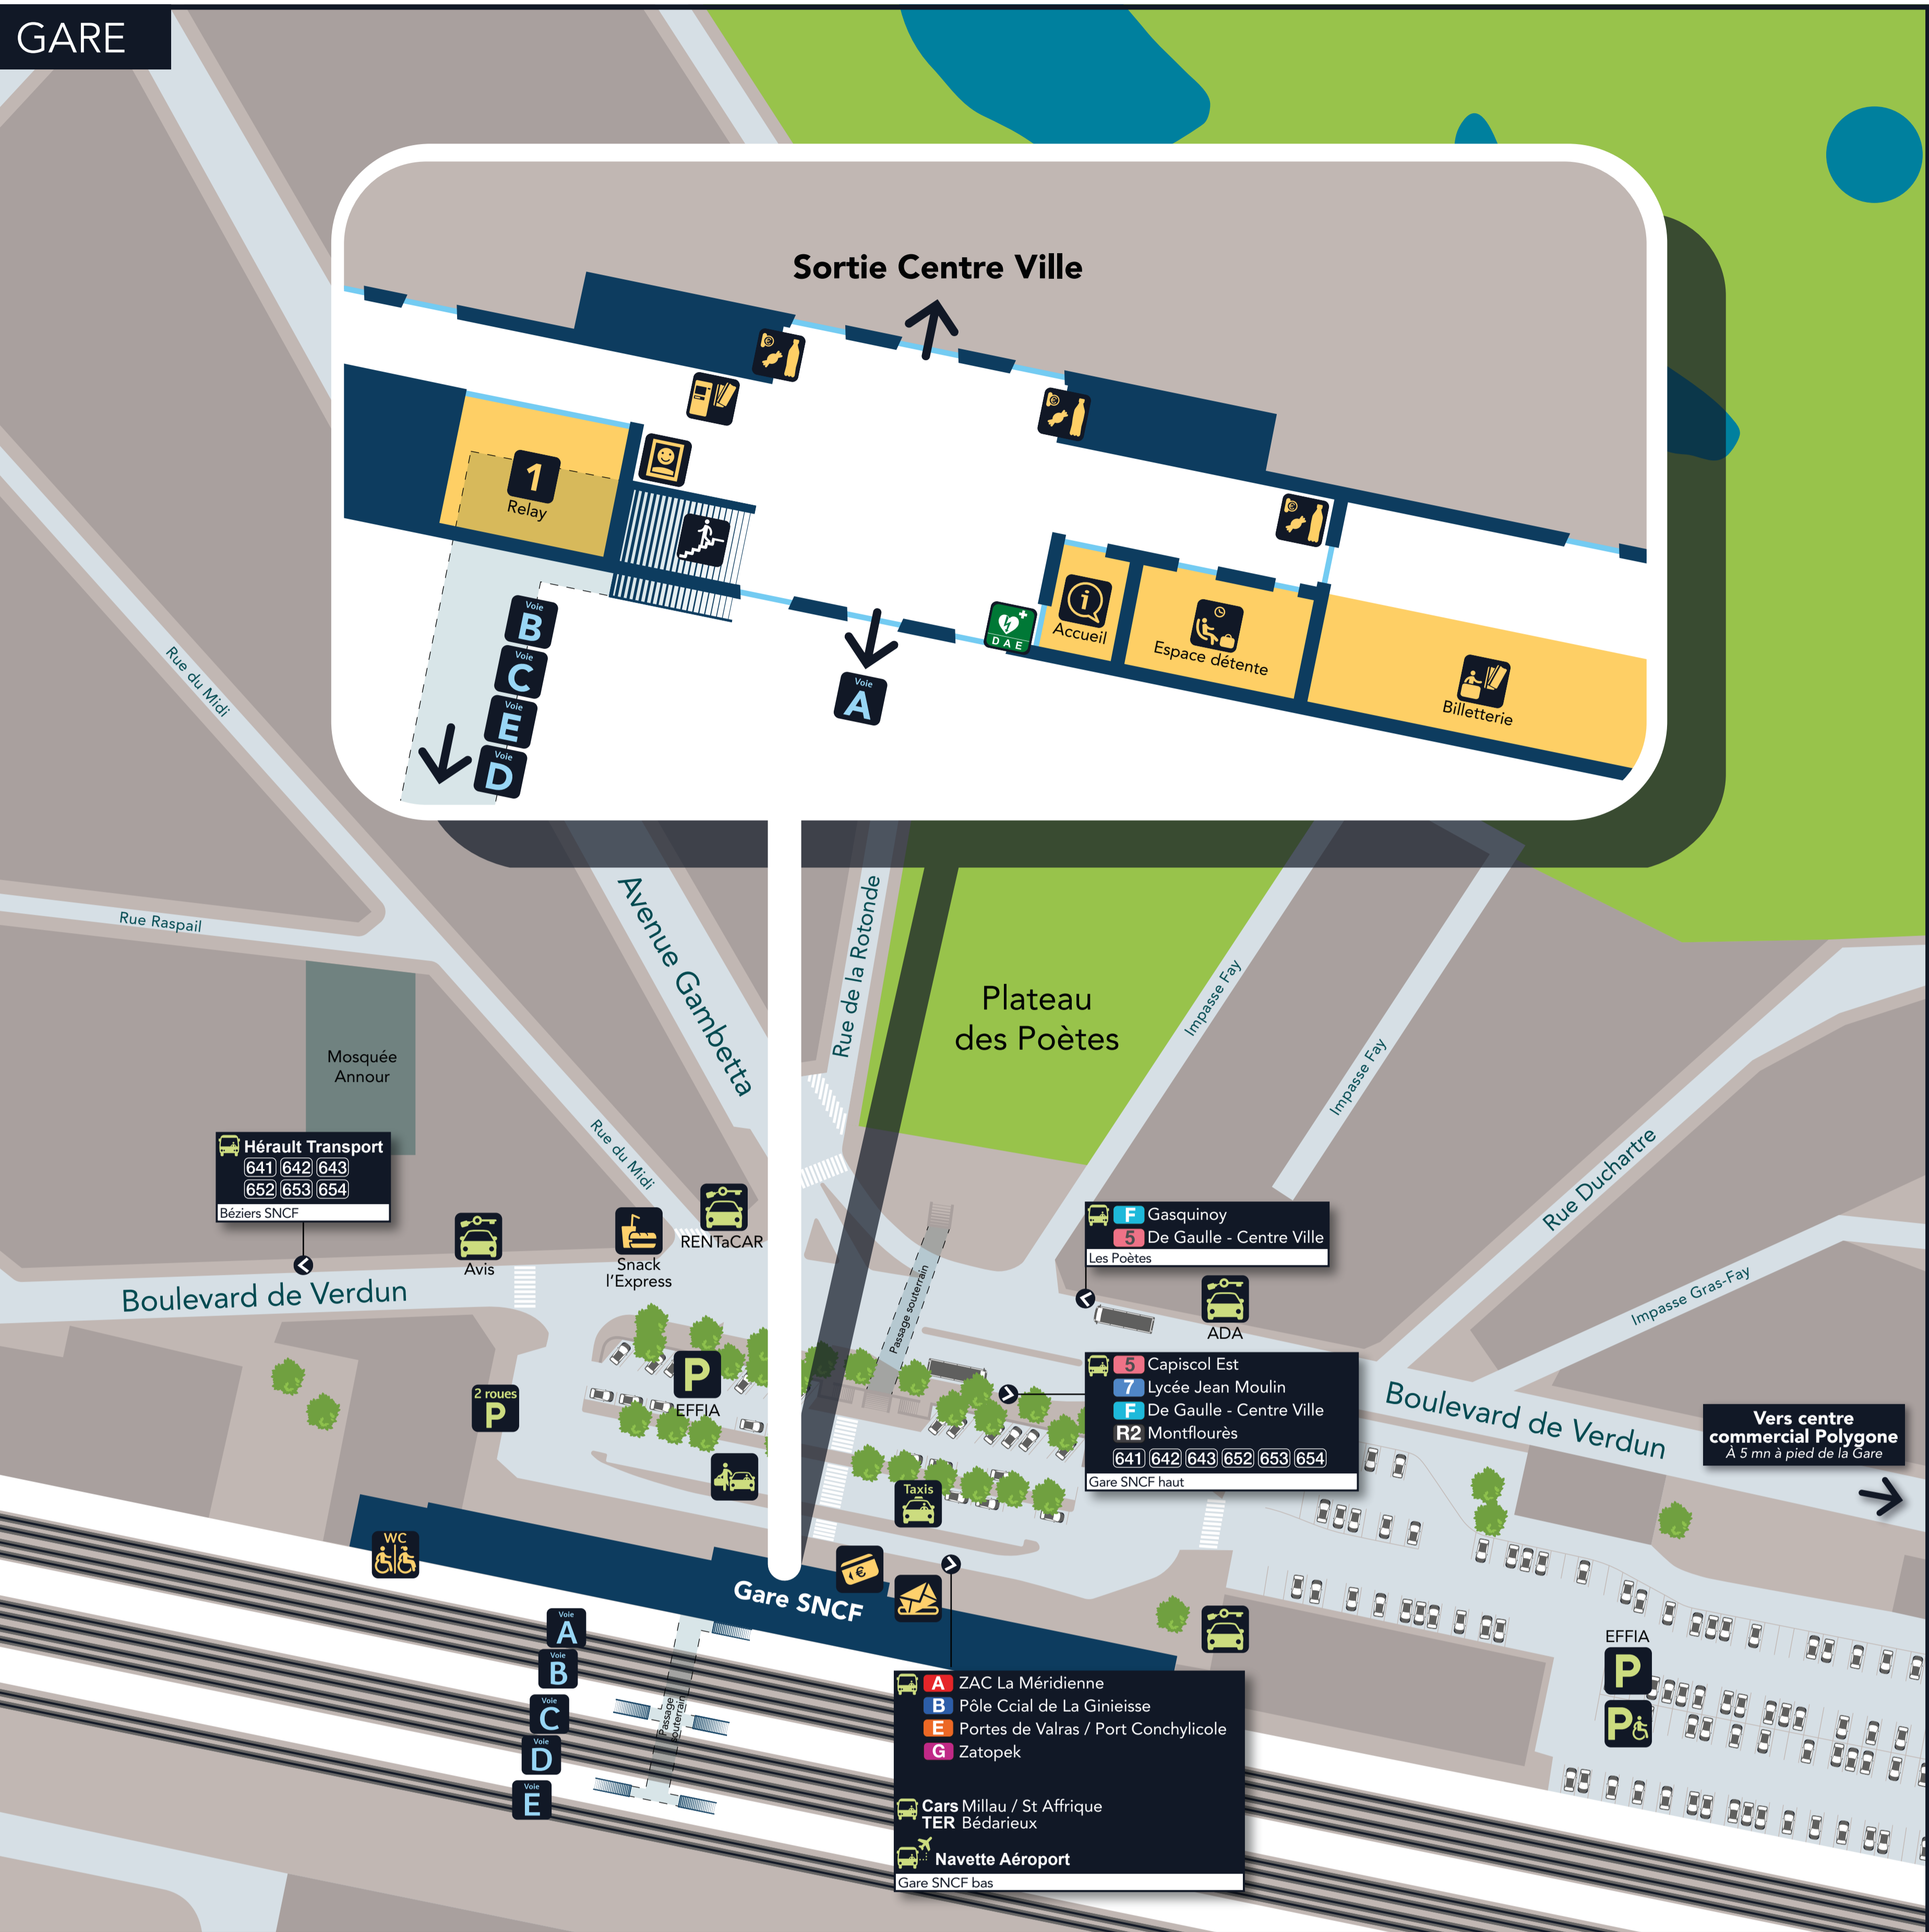 GARE
Sortie Centre Ville
1
Relay
Voie
B
Voie
C
Voie
E
Voie
D
Voie
A
DAE
Accueil
Espace détente
Billetterie
Rue du Midi
Rue Raspail
Avenue Gambetta
Rue de la Rotonde
Plateau
des Poètes
Impasse Fay
Impasse Fay
Rue Duchartre
Impasse Gras-Fay
Mosquée
Annour
Rue du Midi
Hérault Transport
641 642 643
652 653 654
Béziers SNCF
Avis
Snack
l'Express
RENTaCAR
Boulevard de Verdun
Passage souterrain
F Gasquinoy
5 De Gaulle - Centre Ville
Les Poètes
ADA
5 Capiscol Est
7 Lycée Jean Moulin
F De Gaulle - Centre Ville
R2 Montflourès
641 642 643 652 653 654
Gare SNCF haut
Boulevard de Verdun
Vers centre
commercial Polygone
À 5 mn à pied de la Gare
2 roues
P
P
EFFIA
Taxis
WC
€
Gare SNCF
Voie
A
Voie
B
Voie
C
Voie
D
Voie
E
Passage
souterrain
A ZAC La Méridienne
B Pôle Ccial de La Ginieisse
E Portes de Valras / Port Conchylicole
G Zatopek
Cars Millau / St Affrique
TER Bédarieux
Navette Aéroport
Gare SNCF bas
EFFIA
P
P